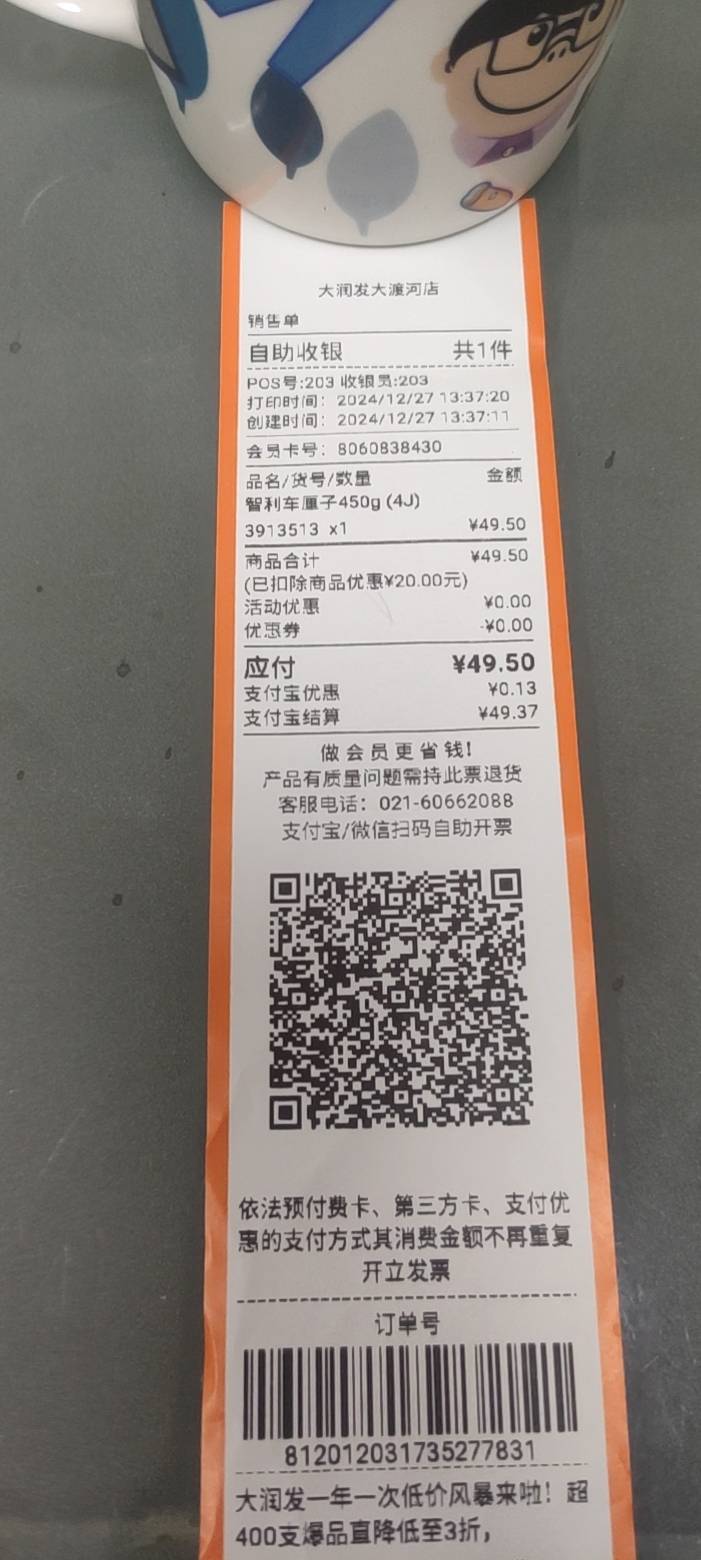 大润发大渡河店
销售单
自助收银 共1件
POS号:203 收银员:203
打印时间: 2024/12/27 13:37:20
创建时间: 2024/12/27 13:37:11
会员卡号: 8060838430
品名/货号/数量 金额
智利车厘子450g (4J)
3913513 x1 ¥49.50
商品合计 ¥49.50
(已扣除商品优惠¥20.00元)
活动优惠 ¥0.00
优惠券 -¥0.00
应付 ¥49.50
支付宝优惠 ¥0.13
支付宝结算 ¥49.37
做会员更省钱!
产品有质量问题需持此票退货
客服电话: 021-60662088
支付宝/微信扫码自助开票
依法预付费卡、第三方卡、支付优
惠的支付方式其消费金额不再重复
开立发票
订单号
812012031735277831
大润发一年一次低价风暴来啦! 超
400支爆品直降低至3折,